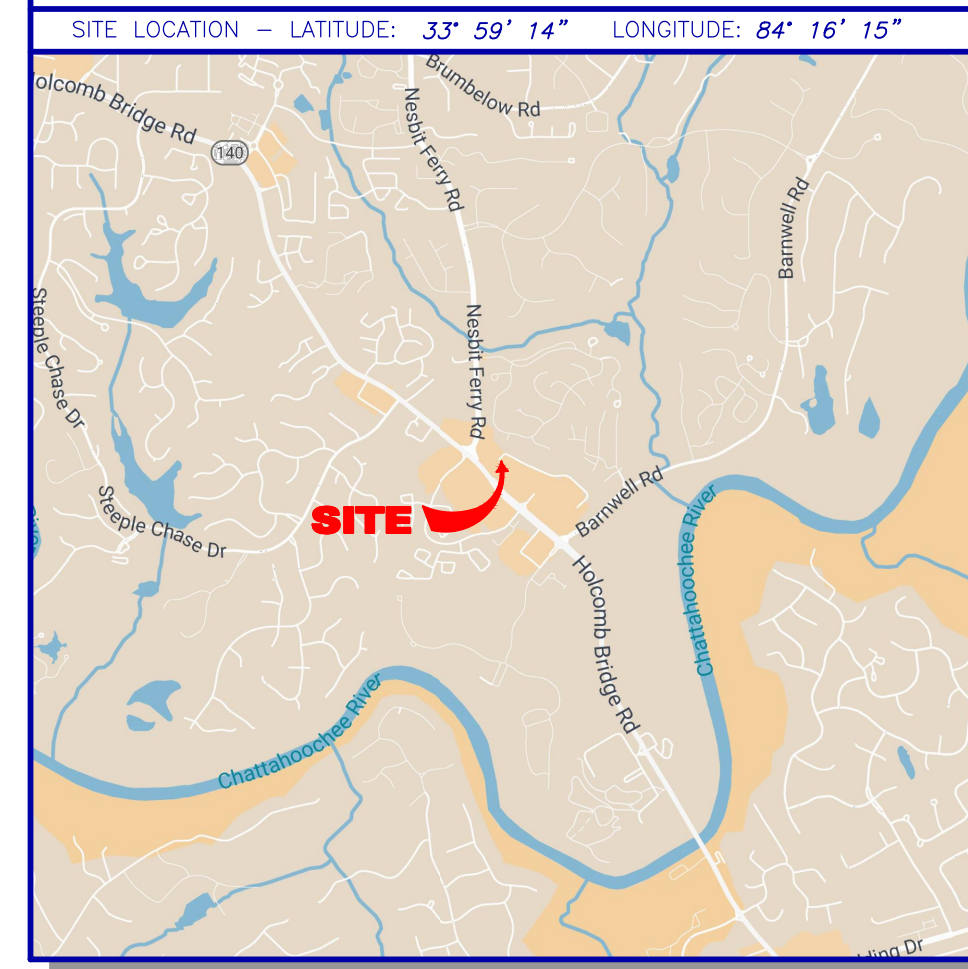 SITE LOCATION – LATITUDE: 33° 59' 14" LONGITUDE: 84° 16' 15"
Brumbelow Rd
olcomb Bridge Rd
140
Nesbit Ferry Rd
Barnwell Rd
Steeple Chase Dr
Nesbit Ferry Rd
SITE
Barnwell Rd
Steeple Chase Dr
Chattahoochee River
Holcomb Bridge Rd
Chattahoochee River
lding Dr